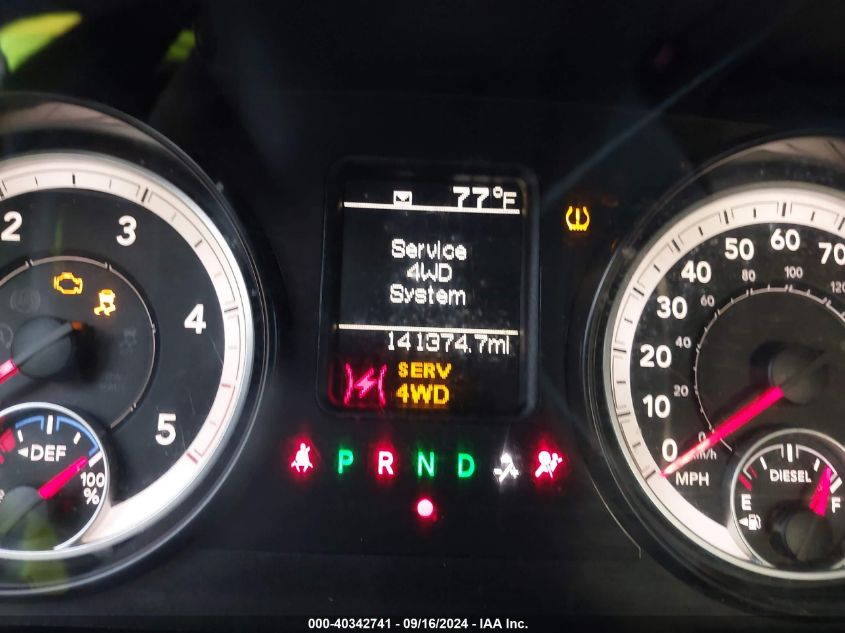 77°F
Service
4WD
System
141374.7mi
SERV
4WD
P R N D
2
3
4
5
DEF
100
%
0
10
20
30
40
50
60
70
0
20
40
60
80
100
120
km/h
MPH
DIESEL
E
F
000-40342741 - 09/16/2024 - IAA Inc.